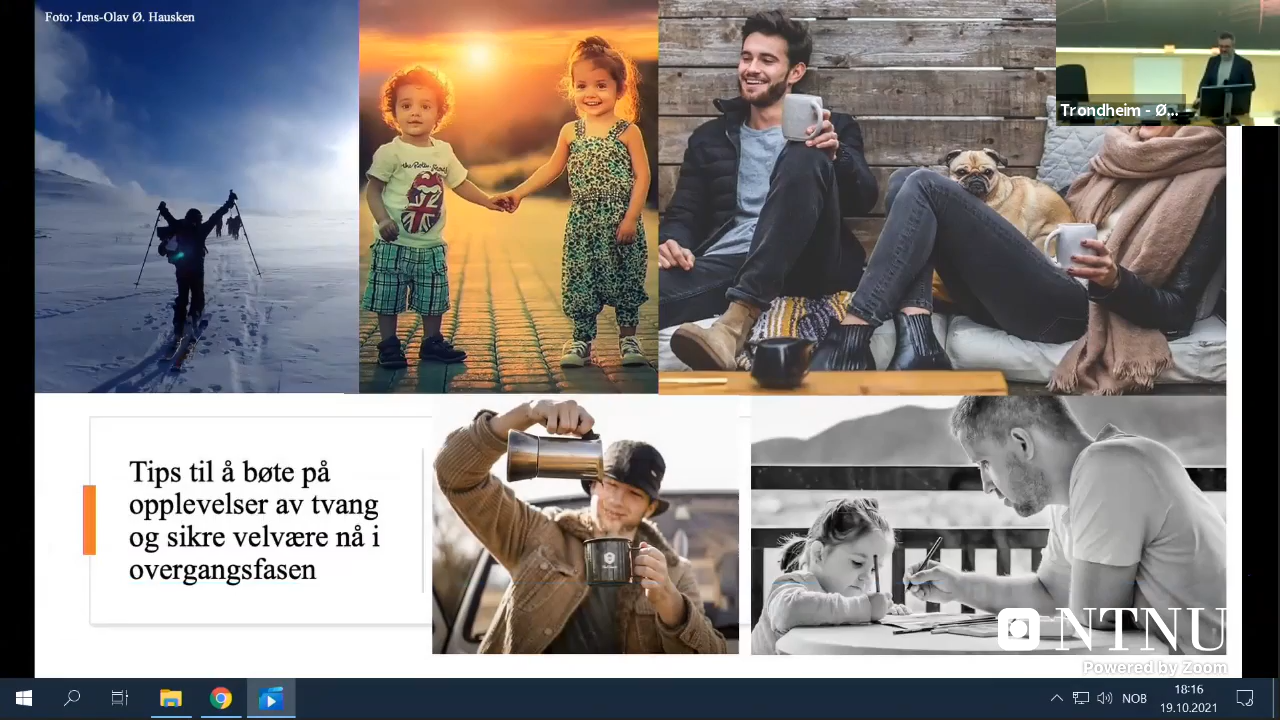 Foto: Jens-Olav Ø. Hausken
Trondheim - Ø...
Tips til å bøte på
opplevelser av tvang
og sikre velvære nå i
overgangsfasen
NTNU
Powered by Zoom
NOB
18:16
19.10.2021